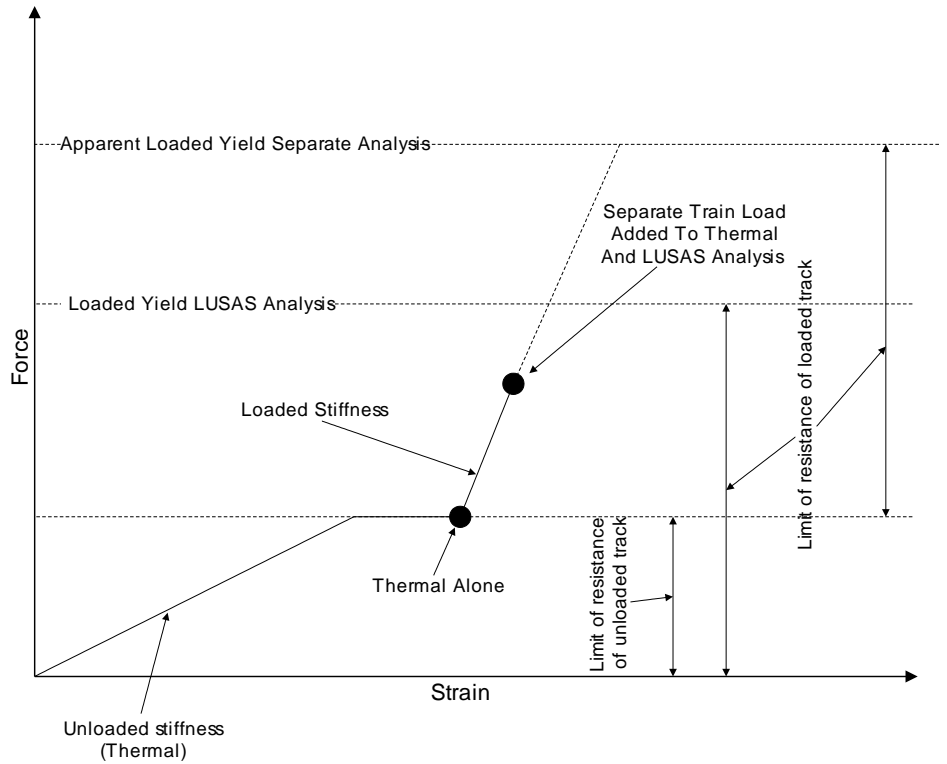 Apparent Loaded Yield Separate Analysis
Separate Train Load
Added To Thermal
And LUSAS Analysis
Loaded Yield LUSAS Analysis
Force
Loaded Stiffness
Limit of resistance of loaded track
Limit of resistance
of unloaded track
Thermal Alone
Strain
Unloaded stiffness
(Thermal)